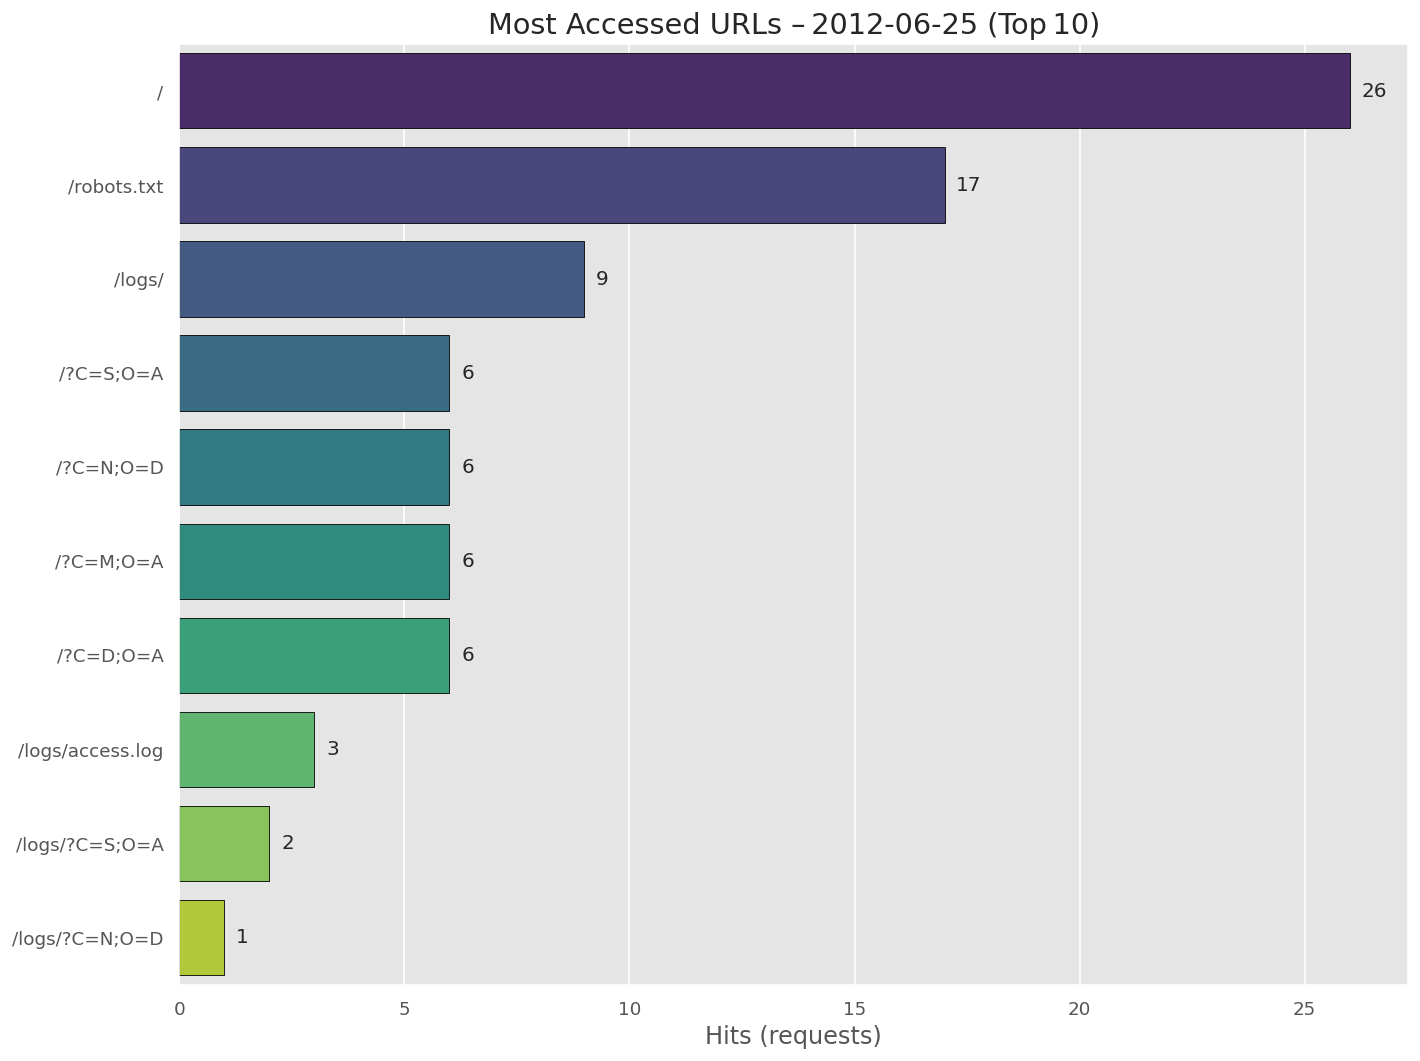 Most Accessed URLs – 2012-06-25 (Top 10)
/ 26
/robots.txt 17
/logs/ 9
/?C=S;O=A 6
/?C=N;O=D 6
/?C=M;O=A 6
/?C=D;O=A 6
/logs/access.log 3
/logs/?C=S;O=A 2
/logs/?C=N;O=D 1
0 5 10 15 20 25
Hits (requests)